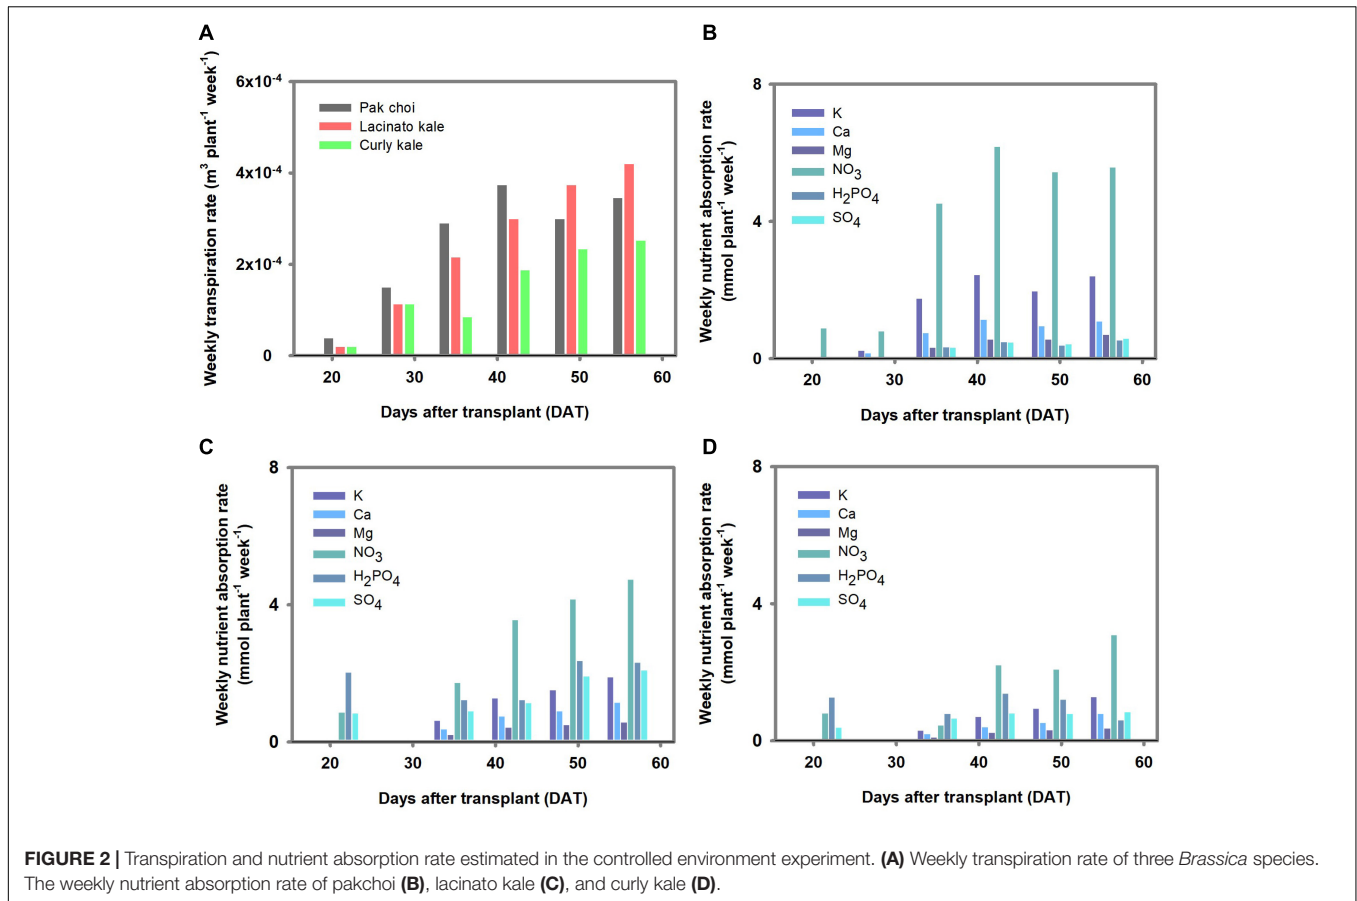 A
Weekly transpiration rate (m³ plant⁻¹ week⁻¹)
6x10⁻⁴
4x10⁻⁴
2x10⁻⁴
0
Pak choi
Lacinato kale
Curly kale
20 30 40 50 60
Days after transplant (DAT)
B
Weekly nutrient absorption rate
(mmol plant⁻¹ week⁻¹)
8
4
0
K
Ca
Mg
NO₃
H₂PO₄
SO₄
20 30 40 50 60
Days after transplant (DAT)
C
Weekly nutrient absorption rate
(mmol plant⁻¹ week⁻¹)
8
4
0
K
Ca
Mg
NO₃
H₂PO₄
SO₄
20 30 40 50 60
Days after transplant (DAT)
D
Weekly nutrient absorption rate
(mmol plant⁻¹ week⁻¹)
8
4
0
K
Ca
Mg
NO₃
H₂PO₄
SO₄
20 30 40 50 60
Days after transplant (DAT)
FIGURE 2 | Transpiration and nutrient absorption rate estimated in the controlled environment experiment. (A) Weekly transpiration rate of three Brassica species.
The weekly nutrient absorption rate of pakchoi (B), lacinato kale (C), and curly kale (D).